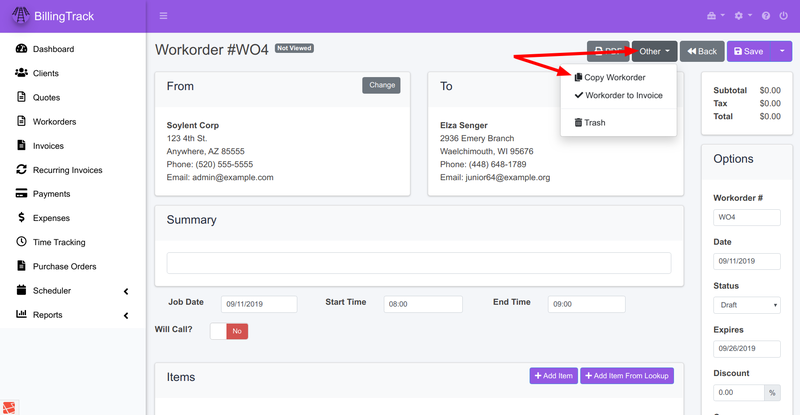 BillingTrack
Workorder #WO4
Not Viewed
PDF
Other
Back
Save
Dashboard
Clients
Quotes
Workorders
Invoices
Recurring Invoices
Payments
Expenses
Time Tracking
Purchase Orders
Scheduler
Reports
Copy Workorder
Workorder to Invoice
Trash
From
Change
Soylent Corp
123 4th St.
Anywhere, AZ 85555
Phone: (520) 555-5555
Email: admin@example.com
To
Elza Senger
2936 Emery Branch
Waelchimouth, WI 95676
Phone: (448) 648-1789
Email: junior64@example.org
Subtotal $0.00
Tax $0.00
Total $0.00
Summary
Job Date 09/11/2019 Start Time 08:00 End Time 09:00
Will Call? No
Items
Add Item
Add Item From Lookup
Options
Workorder #
WO4
Date
09/11/2019
Status
Draft
Expires
09/26/2019
Discount
0.00 %